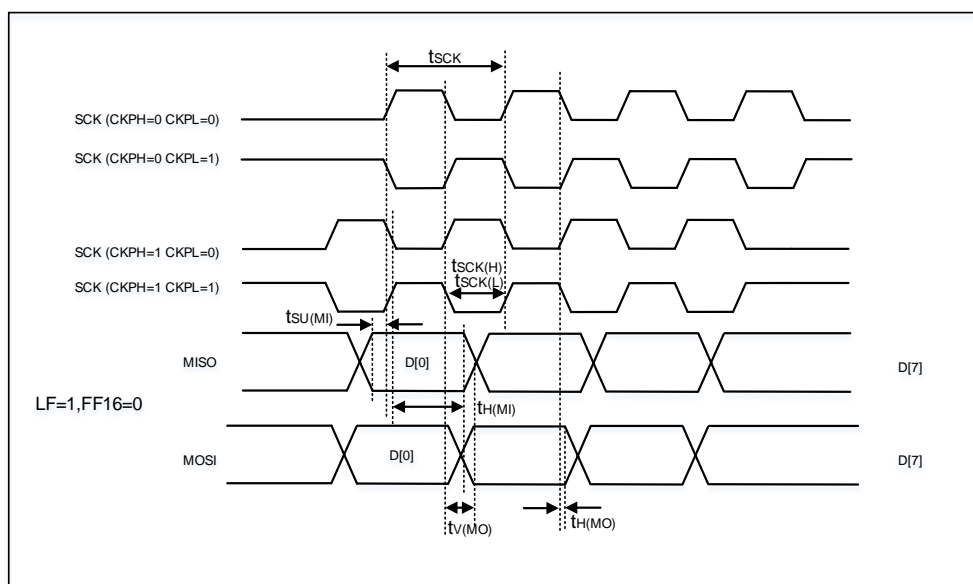 tSCK
SCK (CKPH=0 CKPL=0)
SCK (CKPH=0 CKPL=1)
SCK (CKPH=1 CKPL=0)
tSCK(H)
tSCK(L)
SCK (CKPH=1 CKPL=1)
tSU(MI)
MISO
D[0]
D[7]
LF=1,FF16=0
tH(MI)
MOSI
D[0]
D[7]
tV(MO)
tH(MO)